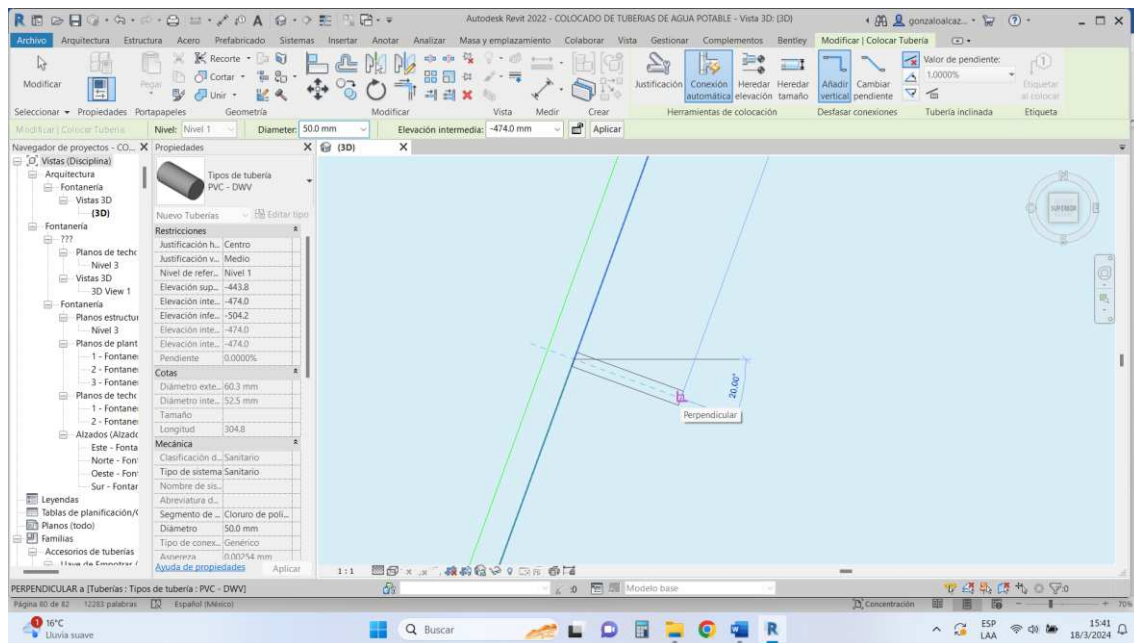 Autodesk Revit 2022 - COLOCADO DE TUBERIAS DE AGUA POTABLE - Vista 3D: {3D}
gonzaloalcaz...
Archivo Arquitectura Estructura Acero Prefabricado Sistemas Insertar Anotar Analizar Masa y emplazamiento Colaborar Vista Gestionar Complementos Bentley Modificar | Colocar Tubería
Recorte
Valor de pendiente:
Cortar
1.0000%
Modificar
Pegar
Unir
Justificación Conexión automática Heredar elevación Heredar tamaño Añadir vertical Cambiar pendiente
Etiquetar al colocar
Seleccionar Propiedades Portapapeles Geometría Modificar Vista Medir Crear Herramientas de colocación Desfasar conexiones Tubería inclinada Etiqueta
Modificar | Colocar Tubería Nivel: Nivel 1 Diameter: 50.0 mm Elevación intermedia: -474.0 mm Aplicar
Navegador de proyectos - CO... X
Vistas (Disciplina)
Arquitectura
Fontanería
Vistas 3D
{3D}
Fontanería
???
Planos de techo
Nivel 3
Vistas 3D
3D View 1
Fontanería
Planos estructu
Nivel 3
Planos de plant
1 - Fontane
2 - Fontane
3 - Fontane
Planos de techo
1 - Fontane
2 - Fontane
Alzados (Alzado
Este - Fonta
Norte - Fon
Oeste - Fon
Sur - Fontar
Leyendas
Tablas de planificación/
Planos (todo)
Familias
Accesorios de tuberías
Propiedades X
Tipos de tubería
PVC - DWV
Nuevo Tuberías Editar tipo
Restricciones
Justificación h... Centro
Justificación v... Medio
Nivel de refer... Nivel 1
Elevación sup... -443.8
Elevación inte... -474.0
Elevación infe... -504.2
Elevación inte... -474.0
Elevación inte... -474.0
Pendiente 0.0000%
Cotas
Diámetro exte... 60.3 mm
Diámetro inte... 52.5 mm
Tamaño
Longitud 304.8
Mecánica
Clasificación d... Sanitario
Tipo de sistema Sanitario
Nombre de sis...
Abreviatura d...
Segmento de ... Cloruro de poli...
Diámetro 50.0 mm
Tipo de conex... Genérico
Aspereza 0.00254 mm
Ayuda de propiedades Aplicar
{3D} X
SUPERIOR
20.00°
Perpendicular
1:1
PERPENDICULAR a [Tuberías : Tipos de tubería : PVC - DWV]
:0 Modelo base
:0
Página 80 de 82 12283 palabras Español (México) Concentración 70%
16°C
Lluvia suave
Buscar
ESP
LAA
15:41
18/3/2024